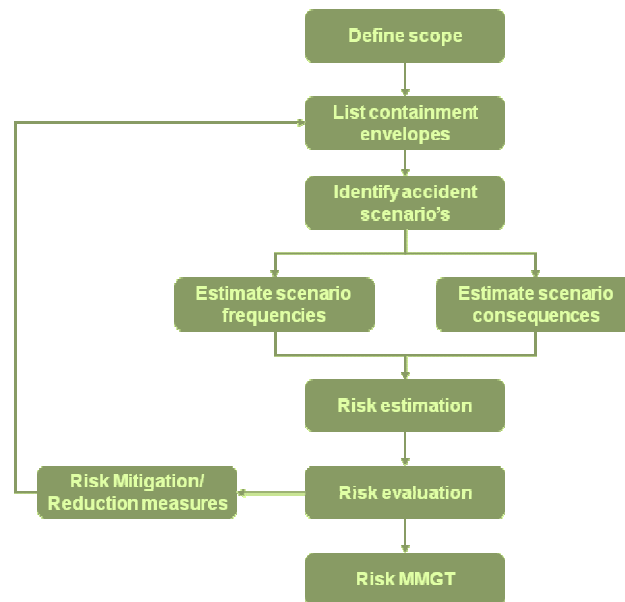 Define scope
List containment
envelopes
Identify accident
scenario's
Estimate scenario
frequencies
Estimate scenario
consequences
Risk estimation
Risk Mitigation/
Reduction measures
Risk evaluation
Risk MMGT